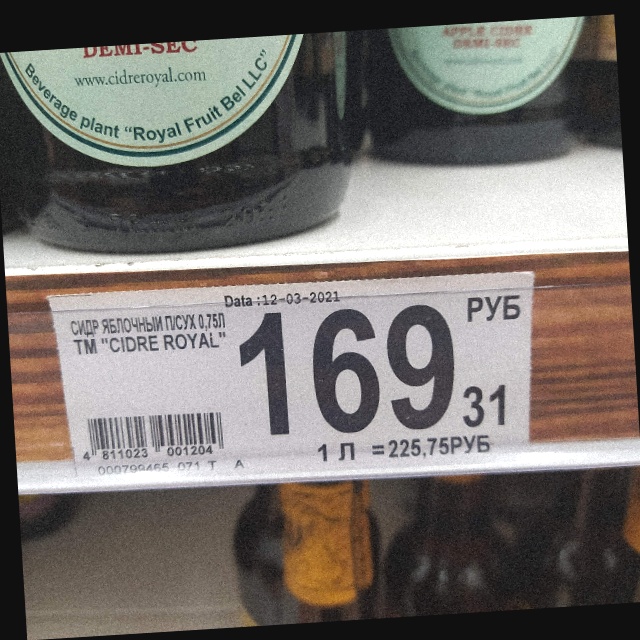 DEMI-SEC
www.cidreroyal.com
Beverage plant "Royal Fruit Bel LLC"
APPLE CIDRE
DEMI-SEC
Data :12-03-2021
СИДР ЯБЛОЧНЫЙ П/СУХ 0,75Л
ТМ "CIDRE ROYAL"
169 31 РУБ
4 811023 001204
1 Л =225,75РУБ
000799465 071 T A